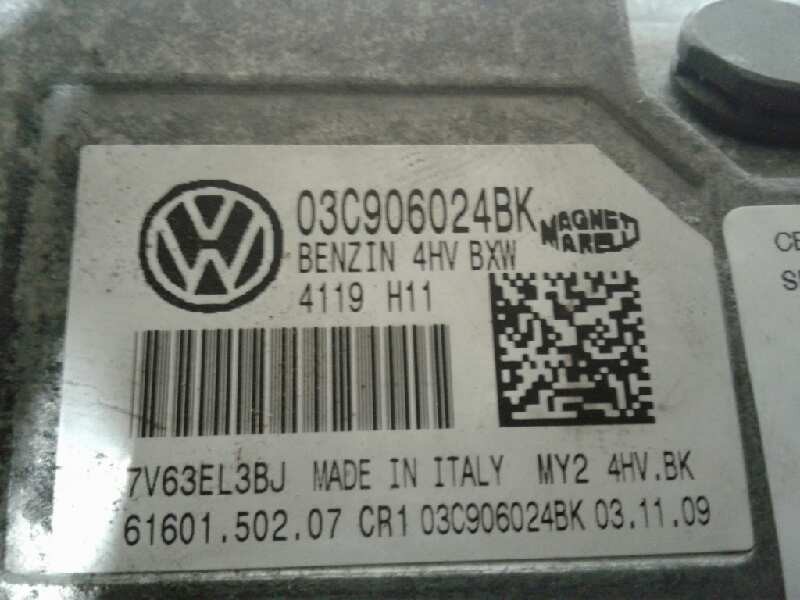 03C906024BK
MAGNETI
MARELLI
BENZIN 4HV BXW
4119 H11
7V63EL3BJ MADE IN ITALY MY2 4HV.BK
61601.502.07 CR1 03C906024BK 03.11.09